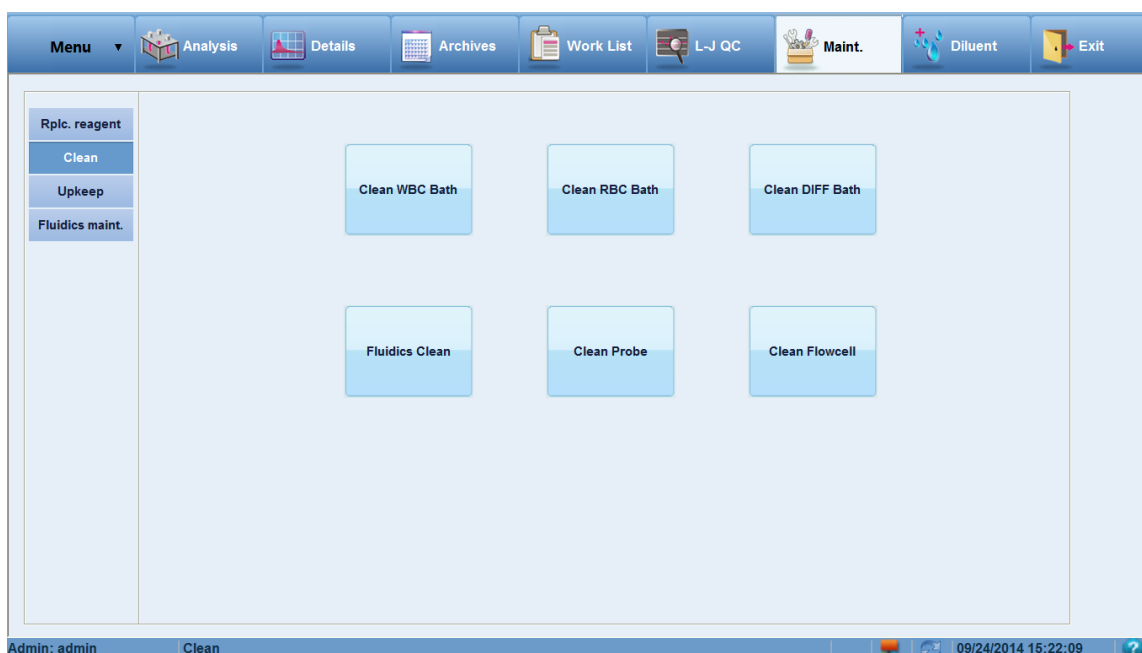 Menu ▼ Analysis Details Archives Work List L-J QC Maint. Diluent Exit
Rplc. reagent
Clean
Upkeep
Fluidics maint.
Clean WBC Bath Clean RBC Bath Clean DIFF Bath
Fluidics Clean Clean Probe Clean Flowcell
Admin: admin Clean 09/24/2014 15:22:09 ?